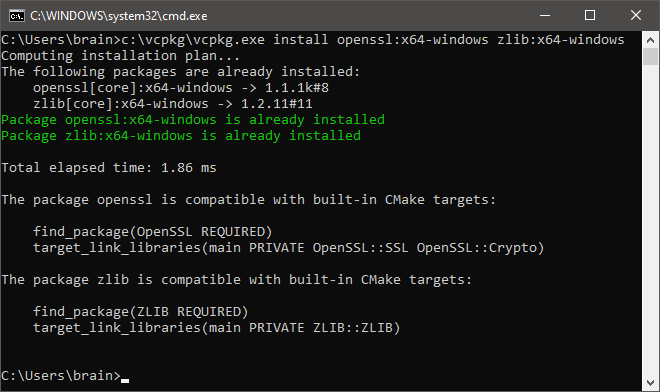 C:\WINDOWS\system32\cmd.exe
C:\Users\brain>c:\vcpkg\vcpkg.exe install openssl:x64-windows zlib:x64-windows
Computing installation plan...
The following packages are already installed:
    openssl[core]:x64-windows -> 1.1.1k#8
    zlib[core]:x64-windows -> 1.2.11#11
Package openssl:x64-windows is already installed
Package zlib:x64-windows is already installed

Total elapsed time: 1.86 ms

The package openssl is compatible with built-in CMake targets:

    find_package(OpenSSL REQUIRED)
    target_link_libraries(main PRIVATE OpenSSL::SSL OpenSSL::Crypto)

The package zlib is compatible with built-in CMake targets:

    find_package(ZLIB REQUIRED)
    target_link_libraries(main PRIVATE ZLIB::ZLIB)

C:\Users\brain>